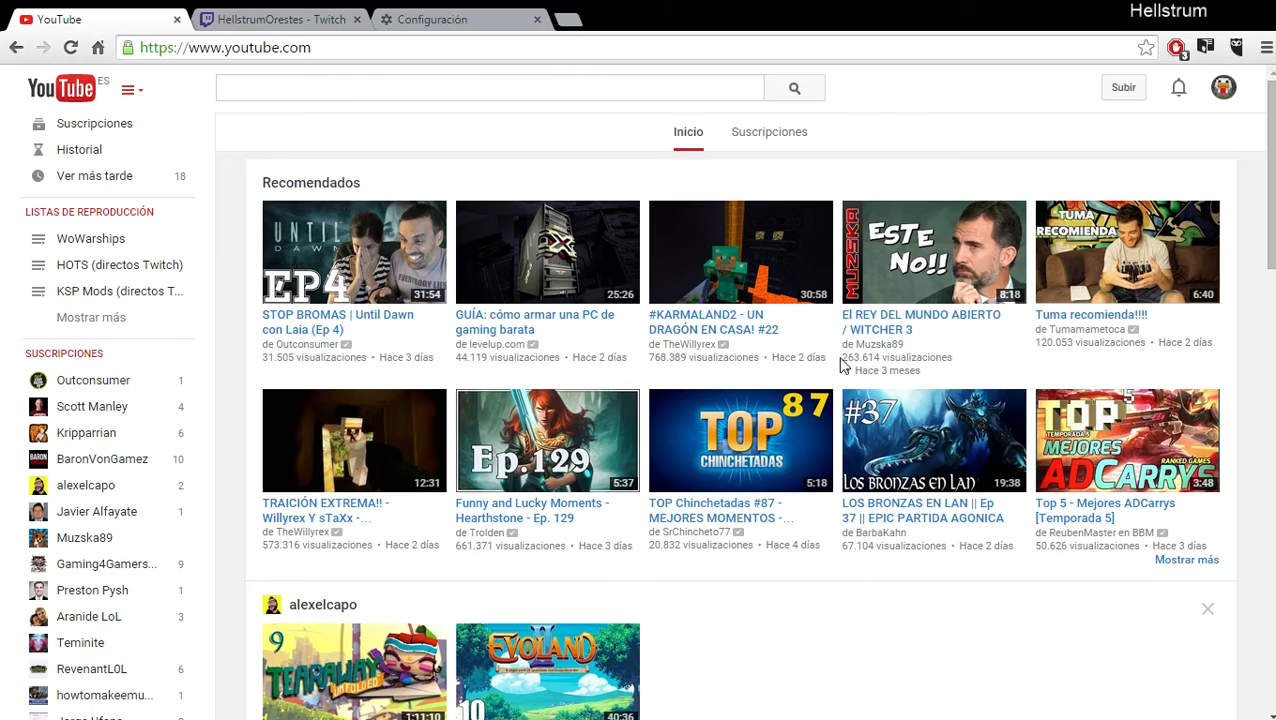 Hellstrum
YouTube
HellstrumOrestes - Twitch
Configuración
https://www.youtube.com
3
YouTube ES
Subir
Suscripciones
Historial
Ver más tarde 18
LISTAS DE REPRODUCCIÓN
WoWarships
HOTS (directos Twitch)
KSP Mods (directos T...
Mostrar más
SUSCRIPCIONES
Outconsumer 1
Scott Manley 4
Kripparrian 6
BaronVonGamez 10
alexelcapo 2
Javier Alfayate 1
Muzska89 1
Gaming4Gamers... 9
Preston Pysh 1
Aranide LoL 3
Teminite 1
RevenantLOL 6
howtomakeemu... 1
Inicio Suscripciones
Recomendados
UNTIL
DAWN
EP4
31:54
STOP BROMAS | Until Dawn
con Laia (Ep 4)
de Outconsumer
31.505 visualizaciones • Hace 3 días
25:26
GUÍA: cómo armar una PC de
gaming barata
de levelup.com
44.119 visualizaciones • Hace 2 días
30:58
#KARMALAND2 - UN
DRAGÓN EN CASA! #22
de TheWillyrex
768.389 visualizaciones • Hace 2 días
MUZSKA
ESTE
NO!!
8:18
El REY DEL MUNDO ABIERTO
/ WITCHER 3
de Muzska89
263.614 visualizaciones
Hace 3 meses
TUMA
RECOMIENDA
6:40
Tuma recomienda!!!!
de Tumamametoca
120.053 visualizaciones • Hace 2 días
12:31
TRAICIÓN EXTREMA!! -
Willyrex Y sTaXx -...
de TheWillyrex
573.316 visualizaciones • Hace 2 días
Ep.129
5:37
Funny and Lucky Moments -
Hearthstone - Ep. 129
de Trolden
661.371 visualizaciones • Hace 3 días
87
TOP
CHINCHETADAS
5:18
TOP Chinchetadas #87 -
MEJORES MOMENTOS -...
de SrChincheto77
20.832 visualizaciones • Hace 4 días
#37
LOS BRONZAS EN LAN
19:38
LOS BRONZAS EN LAN || Ep
37 || EPIC PARTIDA AGONICA
de BarbaKahn
67.104 visualizaciones • Hace 2 días
TOP 5
TEMPORADA 5
RANKED GAMES
MEJORES
ADCARRYS
3:48
Top 5 - Mejores ADCarrys
[Temporada 5]
de ReubenMaster en BBM
50.626 visualizaciones • Hace 3 días
Mostrar más
alexelcapo
9
TEARAWAY
UNFOLDED
1:11:10
EVOLAND
10
40:36